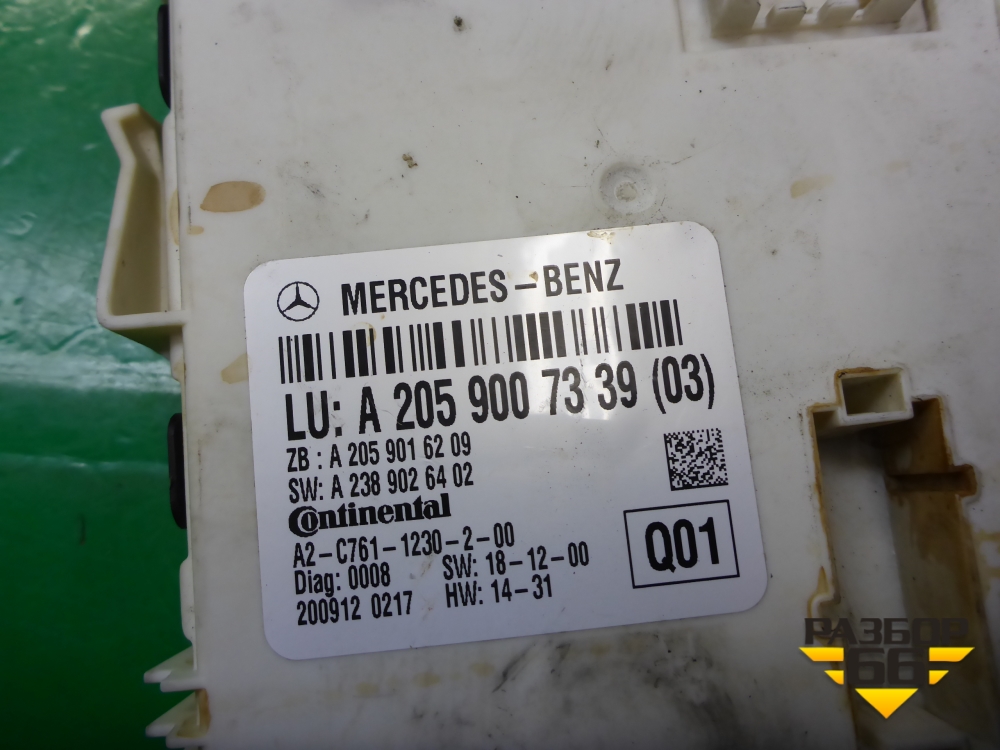 MERCEDES-BENZ
LU: A 205 900 73 39 (03)
ZB : A 205 901 62 09
SW: A 238 902 64 02
Continental
A2-C761-1230-2-00
Diag: 0008 SW: 18-12-00
200912 0217 HW: 14-31
Q01
РАЗБОР
66